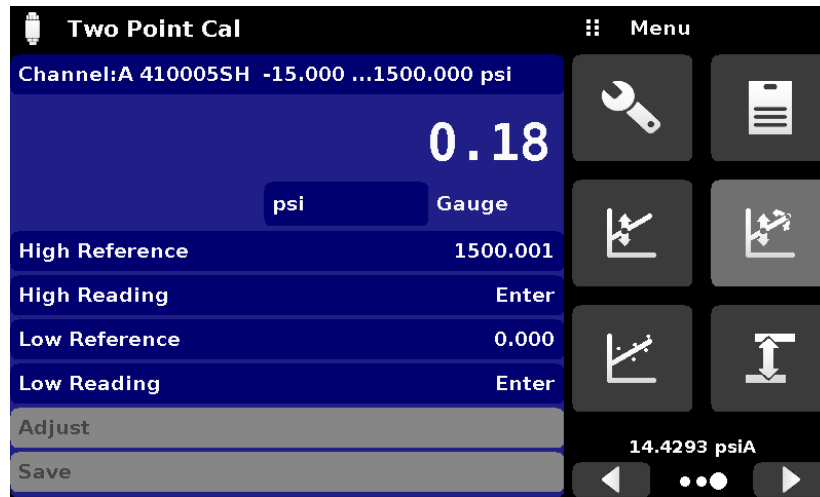 Two Point Cal
Menu
Channel:A 410005SH -15.000 ...1500.000 psi
0.18
psi Gauge
High Reference 1500.001
High Reading Enter
Low Reference 0.000
Low Reading Enter
Adjust
Save
14.4293 psiA